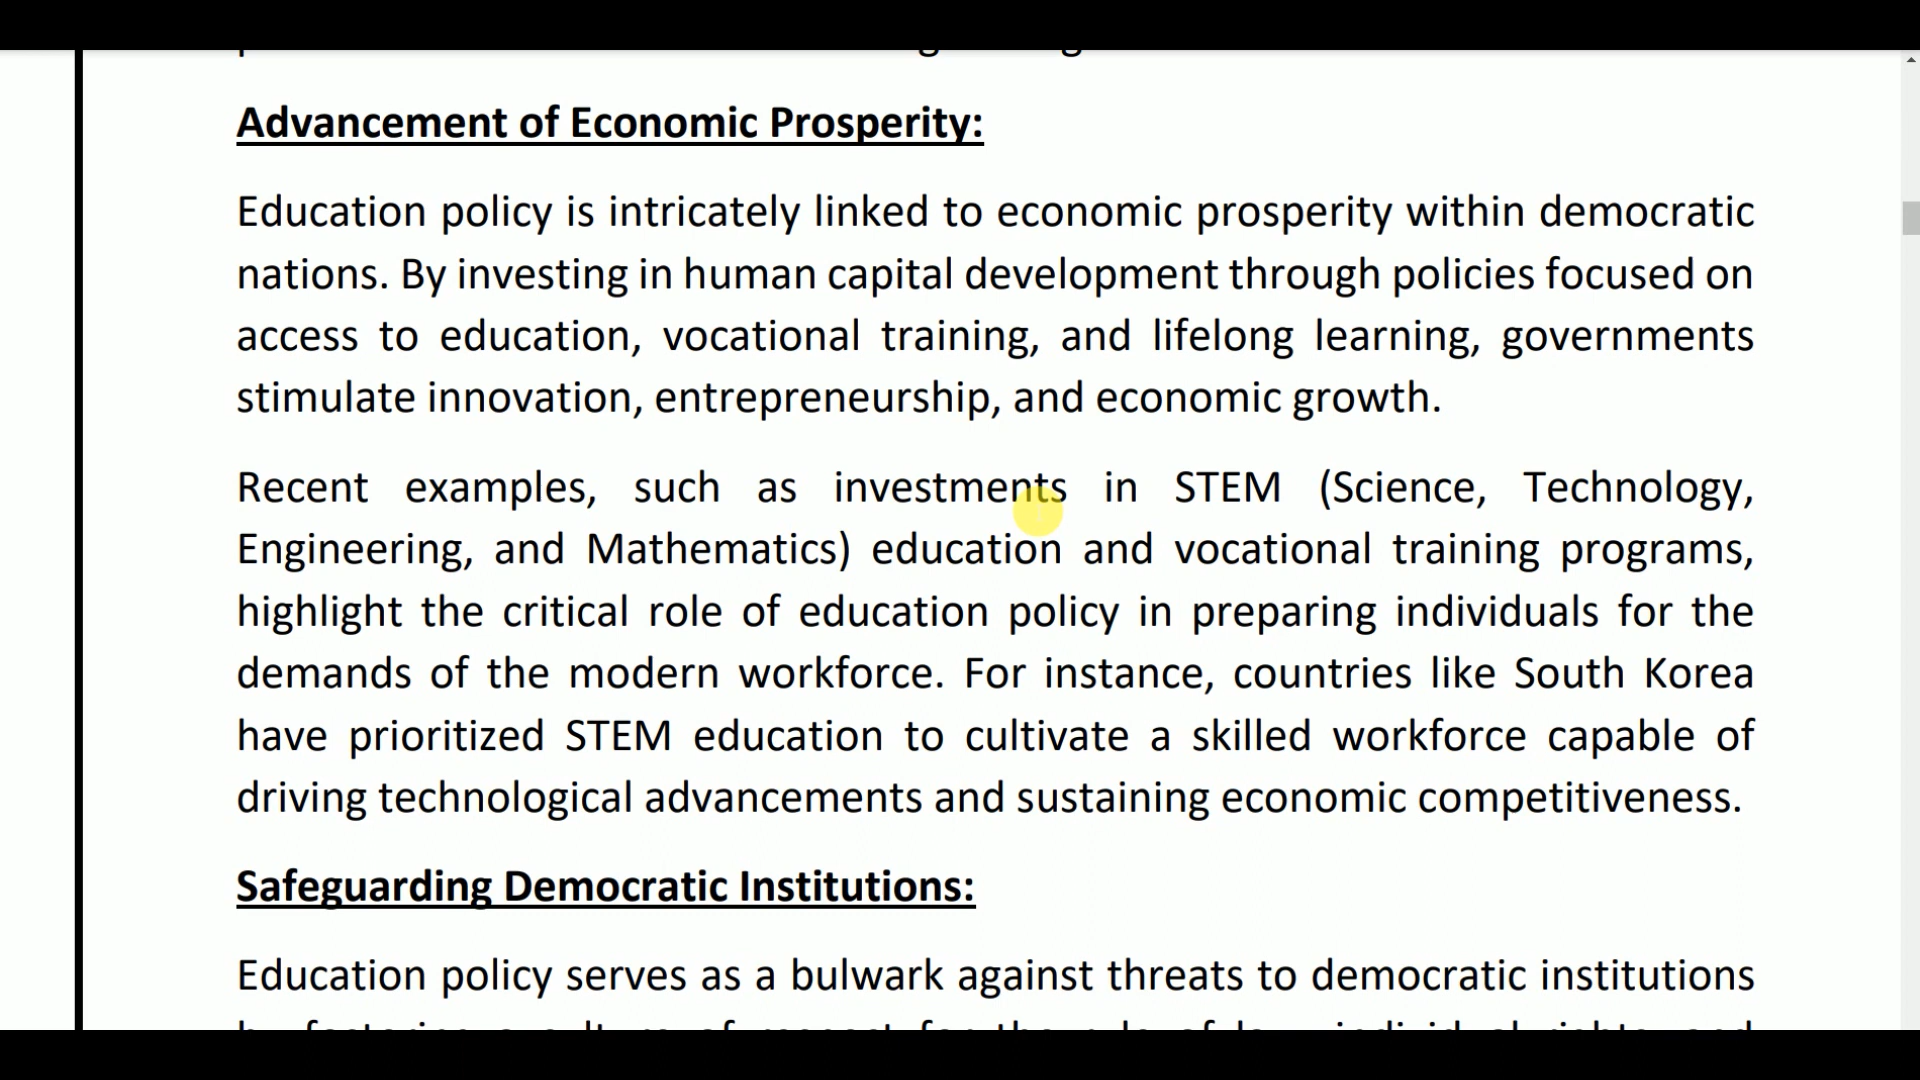 Advancement of Economic Prosperity:
Education policy is intricately linked to economic prosperity within democratic
nations. By investing in human capital development through policies focused on
access to education, vocational training, and lifelong learning, governments
stimulate innovation, entrepreneurship, and economic growth.
Recent examples, such as investments in STEM (Science, Technology,
Engineering, and Mathematics) education and vocational training programs,
highlight the critical role of education policy in preparing individuals for the
demands of the modern workforce. For instance, countries like South Korea
have prioritized STEM education to cultivate a skilled workforce capable of
driving technological advancements and sustaining economic competitiveness.
Safeguarding Democratic Institutions:
Education policy serves as a bulwark against threats to democratic institutions